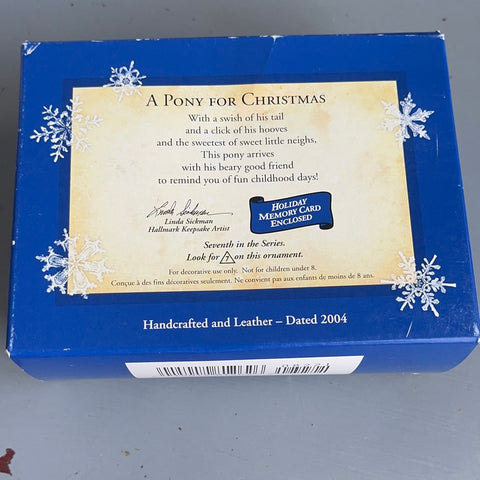 A Pony for Christmas
With a swish of his tail
and a click of his hooves
and the sweetest of sweet little neighs,
This pony arrives
with his beary good friend
to remind you of fun childhood days!
Linda Sickman
Linda Sickman
Hallmark Keepsake Artist
Holiday
Memory Card
Enclosed
Seventh in the Series.
Look for 7 on this ornament.
For decorative use only. Not for children under 8.
Conçue à des fins décoratives seulement. Ne convient pas aux enfants de moins de 8 ans.
Handcrafted and Leather – Dated 2004